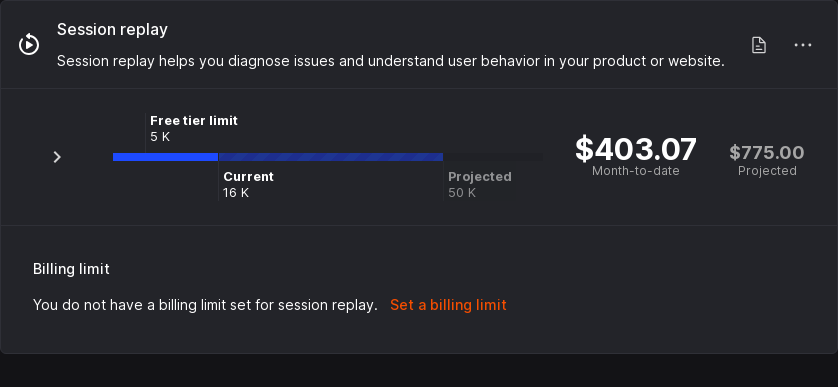 Session replay
Session replay helps you diagnose issues and understand user behavior in your product or website.
Free tier limit
5 K
Current
16 K
Projected
50 K
$403.07
Month-to-date
$775.00
Projected
Billing limit
You do not have a billing limit set for session replay. Set a billing limit